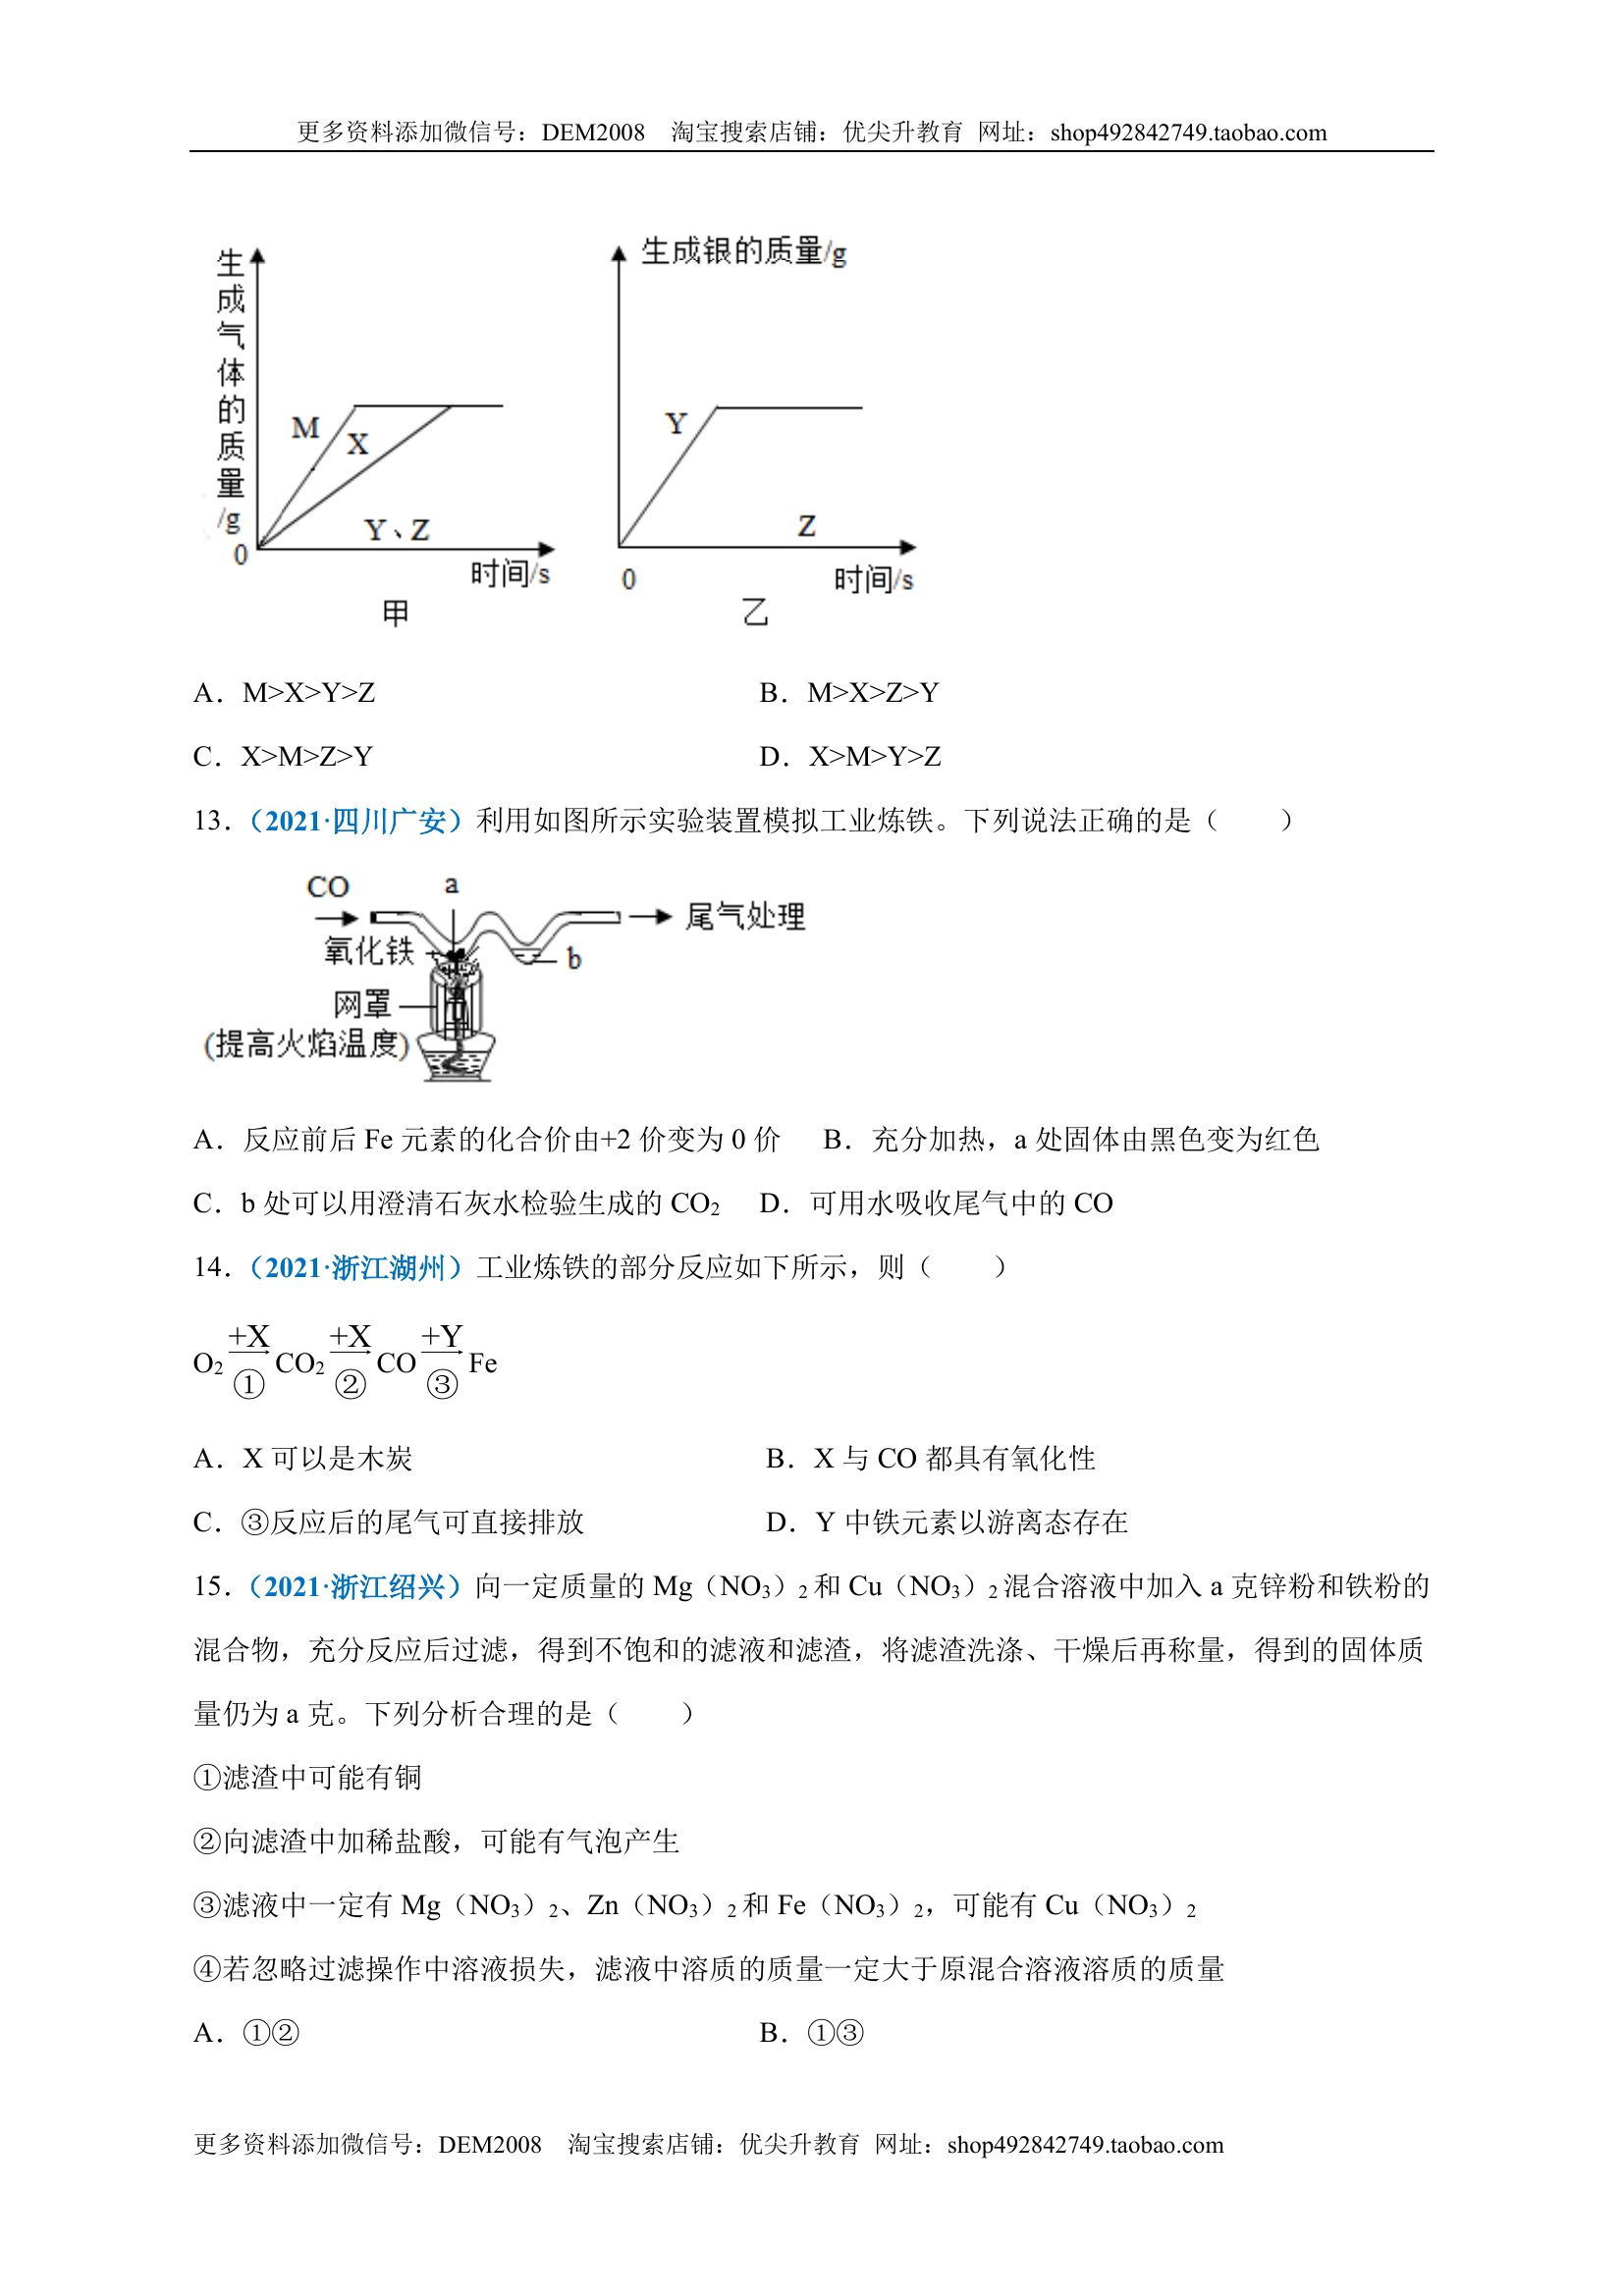 更多资料添加微信号：DEM2008　淘宝搜索店铺：优尖升教育 网址：shop492842749.taobao.com
生成气体的质量/g
M
X
Y、Z
0
时间/s
甲
生成银的质量/g
Y
Z
0
时间/s
乙
A．M>X>Y>Z　　B．M>X>Z>Y
C．X>M>Z>Y　　D．X>M>Y>Z
13.（2021·四川广安）利用如图所示实验装置模拟工业炼铁。下列说法正确的是（　　）
CO
a
尾气处理
氧化铁
b
网罩
(提高火焰温度)
A．反应前后 Fe 元素的化合价由+2 价变为 0 价　B．充分加热，a 处固体由黑色变为红色
C．b 处可以用澄清石灰水检验生成的 CO₂　D．可用水吸收尾气中的 CO
14.（2021·浙江湖州）工业炼铁的部分反应如下所示，则（　　）
+X +X +Y
O₂ → CO₂ → CO → Fe
① ② ③
A．X 可以是木炭　　B．X 与 CO 都具有氧化性
C．③反应后的尾气可直接排放　　D．Y 中铁元素以游离态存在
15.（2021·浙江绍兴）向一定质量的 Mg（NO₃）₂和 Cu（NO₃）₂混合溶液中加入 a 克锌粉和铁粉的
混合物，充分反应后过滤，得到不饱和的滤液和滤渣，将滤渣洗涤、干燥后再称量，得到的固体质
量仍为 a 克。下列分析合理的是（　　）
①滤渣中可能有铜
②向滤渣中加稀盐酸，可能有气泡产生
③滤液中一定有 Mg（NO₃）₂、Zn（NO₃）₂和 Fe（NO₃）₂，可能有 Cu（NO₃）₂
④若忽略过滤操作中溶液损失，滤液中溶质的质量一定大于原混合溶液溶质的质量
A．①②　　B．①③
更多资料添加微信号：DEM2008　淘宝搜索店铺：优尖升教育 网址：shop492842749.taobao.com